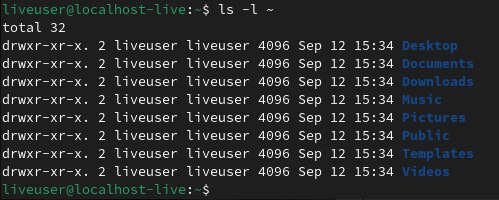 liveuser@localhost-live:~$ ls -l ~
total 32
drwxr-xr-x. 2 liveuser liveuser 4096 Sep 12 15:34 Desktop
drwxr-xr-x. 2 liveuser liveuser 4096 Sep 12 15:34 Documents
drwxr-xr-x. 2 liveuser liveuser 4096 Sep 12 15:34 Downloads
drwxr-xr-x. 2 liveuser liveuser 4096 Sep 12 15:34 Music
drwxr-xr-x. 2 liveuser liveuser 4096 Sep 12 15:34 Pictures
drwxr-xr-x. 2 liveuser liveuser 4096 Sep 12 15:34 Public
drwxr-xr-x. 2 liveuser liveuser 4096 Sep 12 15:34 Templates
drwxr-xr-x. 2 liveuser liveuser 4096 Sep 12 15:34 Videos
liveuser@localhost-live:~$